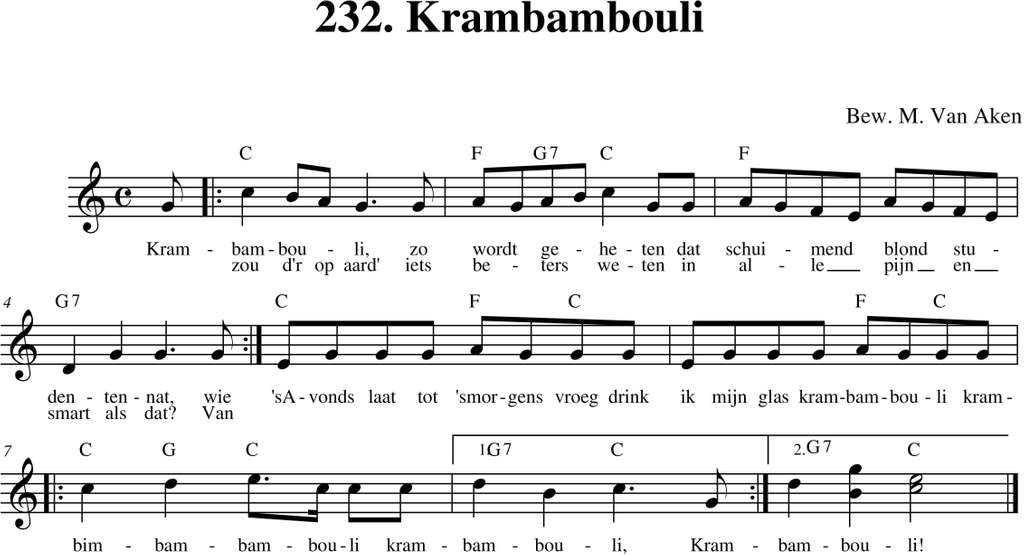 232. Krambambouli
Bew. M. Van Aken
C F G7 C F
Kram - bam - bou - li, zo wordt ge - he - ten dat schui - mend blond stu -
zou d'r op aard' iets be - ters we - ten in al - le __ pijn __ en __
4 G7 C F C F C
den - ten - nat, wie 'sA - vonds laat tot 'smor - gens vroeg drink ik mijn glas kram - bam - bou - li kram -
smart als dat? Van
7 C G C 1. G7 C 2. G7 C
bim - bam - bam - bou - li kram - bam - bou - li, Kram - bam - bou - li!